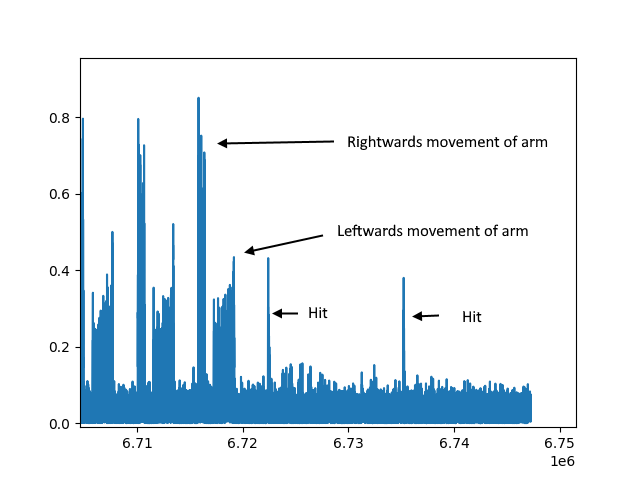 0.8
Rightwards movement of arm
0.6
Leftwards movement of arm
0.4
Hit
Hit
0.2
0.0
6.71 6.72 6.73 6.74 6.75
1e6